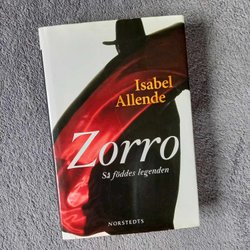 Isabel
Allende
Zorro
Så föddes legenden
NORSTEDTS